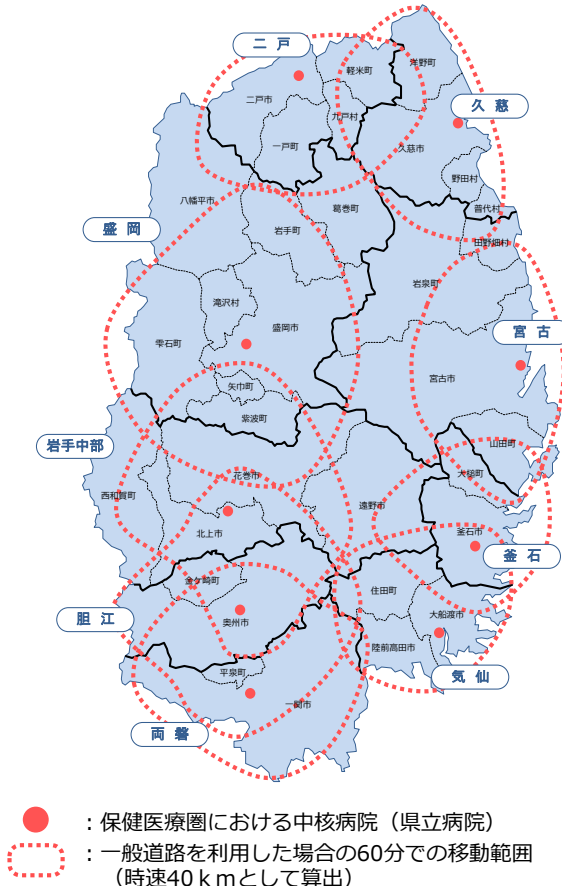 二戸
軽米町
洋野町
二戸市
九戸村
久慈
一戸町
久慈市
野田村
八幡平市
葛巻町
普代村
盛岡
岩手町
田野畑村
岩泉町
滝沢村
宮古
雫石町
盛岡市
宮古市
矢巾町
紫波町
岩手中部
山田町
花巻市
大槌町
西和賀町
遠野市
北上市
釜石市
釜石
金ケ崎町
住田町
胆江
奥州市
大船渡市
陸前高田市
平泉町
気仙
一関市
両磐
：保健医療圏における中核病院（県立病院）
：一般道路を利用した場合の60分での移動範囲
（時速40ｋｍとして算出）